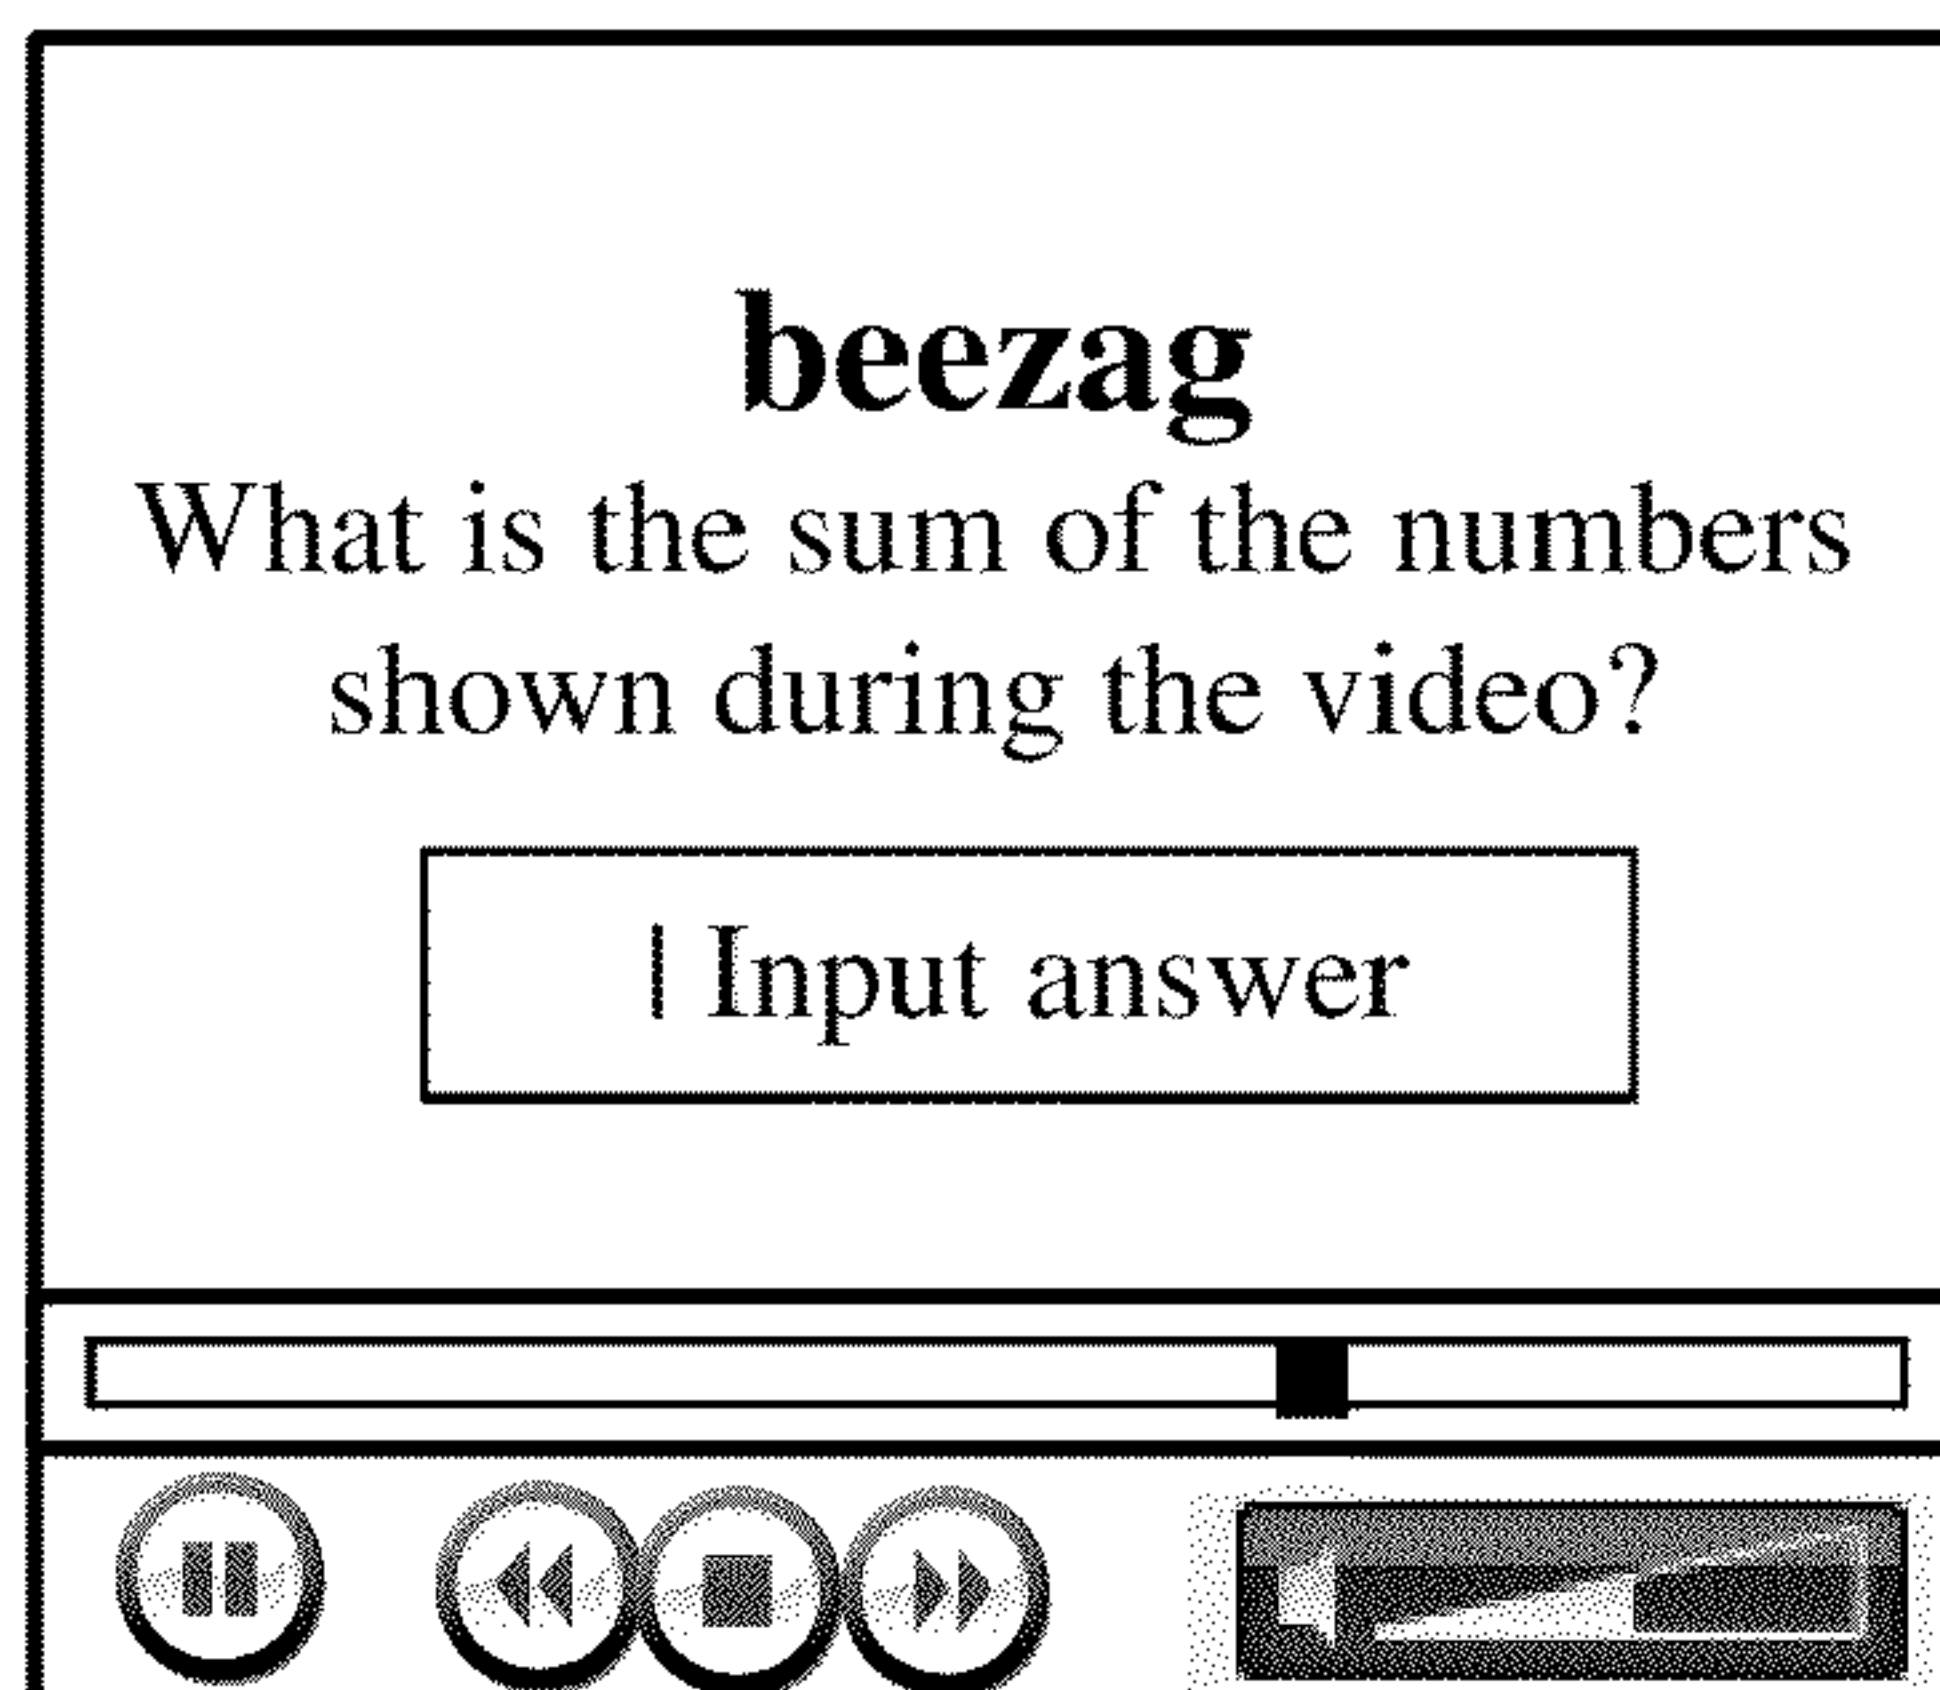 beezag
What is the sum of the numbers
shown during the video?
| Input answer